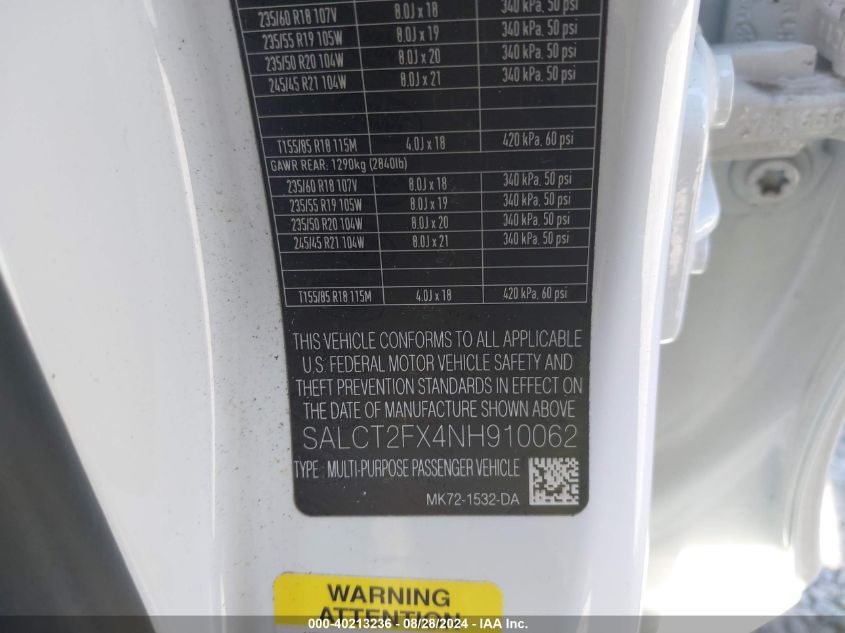 235/60 R18 107V 8.0J x 18 340 kPa, 50 psi
235/55 R19 105W 8.0J x 19 340 kPa, 50 psi
235/50 R20 104W 8.0J x 20 340 kPa, 50 psi
245/45 R21 104W 8.0J x 21 340 kPa, 50 psi
T155/85 R18 115M 4.0J x 18 420 kPa, 60 psi
GAWR REAR: 1290kg (2840lb)
235/60 R18 107V 8.0J x 18 340 kPa, 50 psi
235/55 R19 105W 8.0J x 19 340 kPa, 50 psi
235/50 R20 104W 8.0J x 20 340 kPa, 50 psi
245/45 R21 104W 8.0J x 21 340 kPa, 50 psi
T155/85 R18 115M 4.0J x 18 420 kPa, 60 psi
THIS VEHICLE CONFORMS TO ALL APPLICABLE
U.S. FEDERAL MOTOR VEHICLE SAFETY AND
THEFT PREVENTION STANDARDS IN EFFECT ON
THE DATE OF MANUFACTURE SHOWN ABOVE
SALCT2FX4NH910062
TYPE: MULTI-PURPOSE PASSENGER VEHICLE
MK72-1532-DA
WARNING
ATTENTION
000-40213236 - 08/28/2024 - IAA Inc.